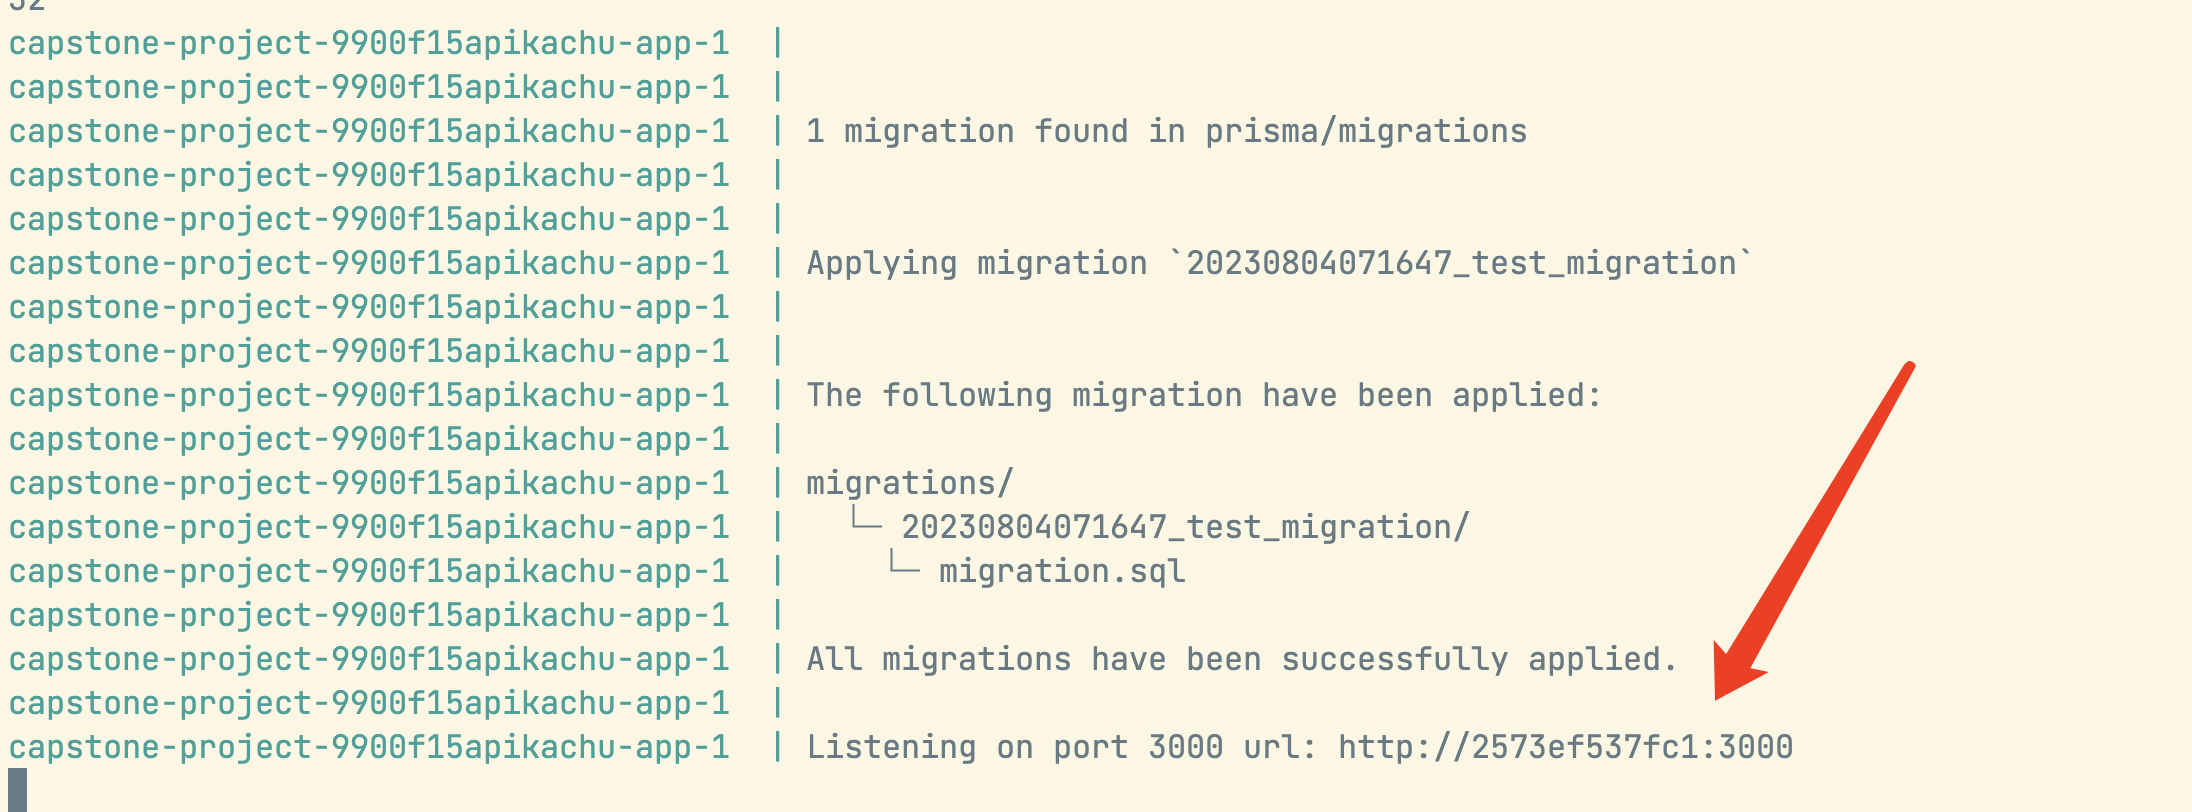 capstone-project-9900f15apikachu-app-1 |
capstone-project-9900f15apikachu-app-1 |
capstone-project-9900f15apikachu-app-1 | 1 migration found in prisma/migrations
capstone-project-9900f15apikachu-app-1 |
capstone-project-9900f15apikachu-app-1 |
capstone-project-9900f15apikachu-app-1 | Applying migration `20230804071647_test_migration`
capstone-project-9900f15apikachu-app-1 |
capstone-project-9900f15apikachu-app-1 |
capstone-project-9900f15apikachu-app-1 | The following migration have been applied:
capstone-project-9900f15apikachu-app-1 |
capstone-project-9900f15apikachu-app-1 | migrations/
capstone-project-9900f15apikachu-app-1 |   └─ 20230804071647_test_migration/
capstone-project-9900f15apikachu-app-1 |     └─ migration.sql
capstone-project-9900f15apikachu-app-1 |
capstone-project-9900f15apikachu-app-1 | All migrations have been successfully applied.
capstone-project-9900f15apikachu-app-1 |
capstone-project-9900f15apikachu-app-1 | Listening on port 3000 url: http://2573ef537fc1:3000